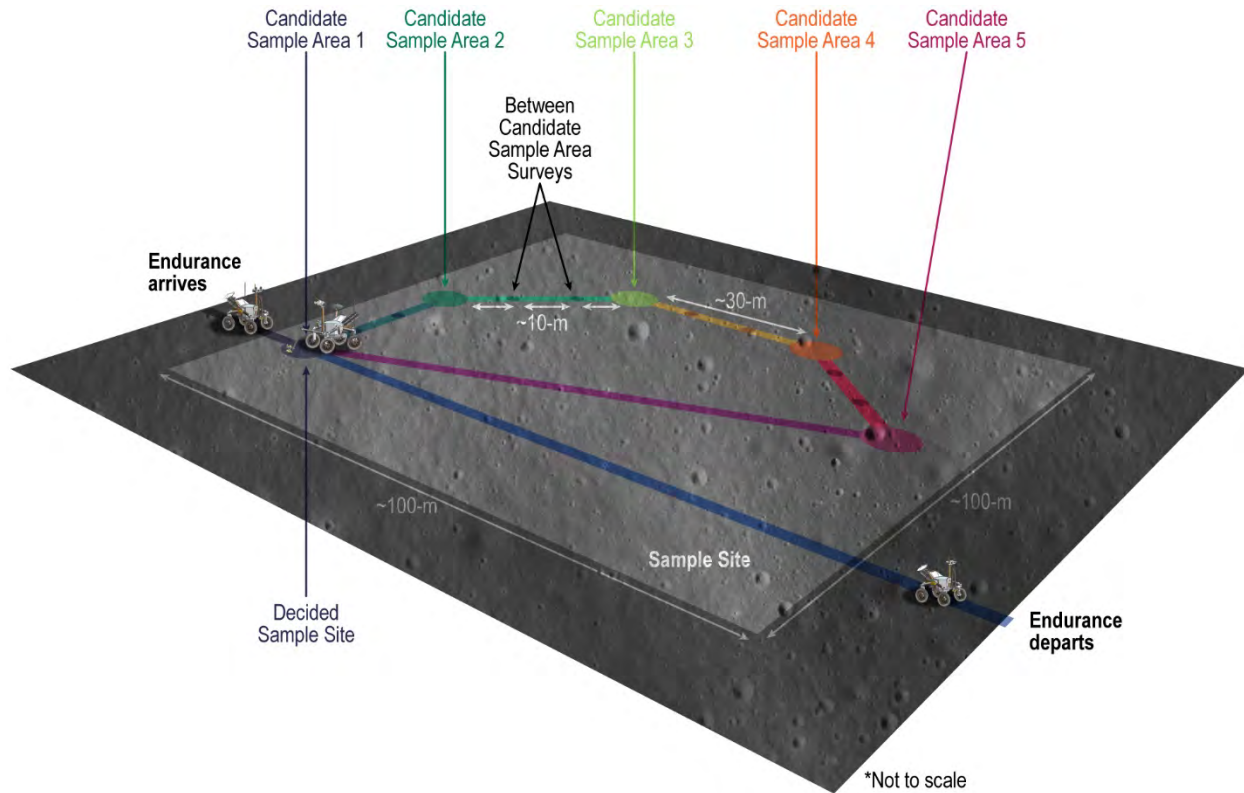 Candidate
Sample Area 1
Candidate
Sample Area 2
Candidate
Sample Area 3
Candidate
Sample Area 4
Candidate
Sample Area 5
Between
Candidate
Sample Area
Surveys
Endurance
arrives
~30-m
~10-m
~100-m
~100-m
Sample Site
Decided
Sample Site
Endurance
departs
*Not to scale